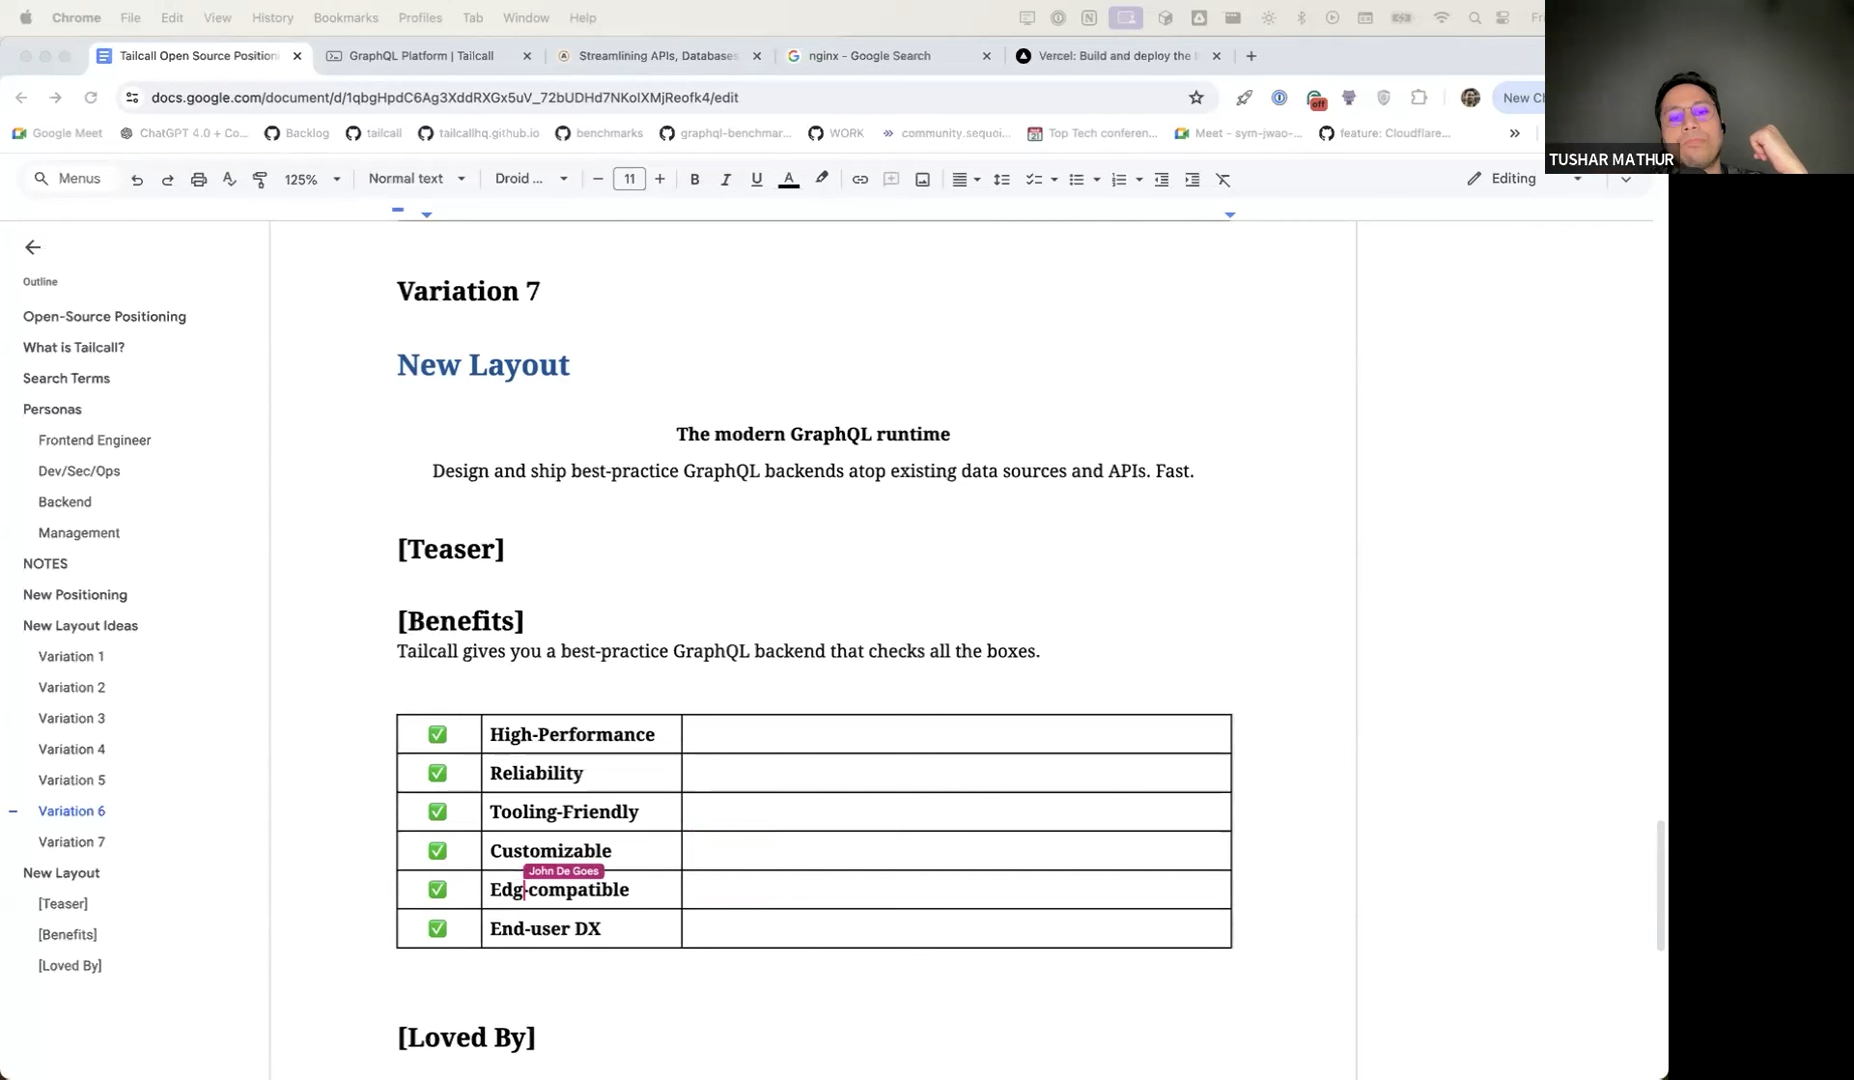 Chrome File Edit View History Bookmarks Profiles Tab Window Help
Tailcall Open Source Position
GraphQL Platform | Tailcall
Streamlining APIs, Databases
nginx - Google Search
Vercel: Build and deploy the
docs.google.com/document/d/1qbgHpdC6Ag3XddRXGx5uV_72bUDHd7NKolXMjReofk4/edit
off
New Cl
Google Meet
ChatGPT 4.0 + Co...
Backlog
tailcall
tailcallhq.github.io
benchmarks
graphql-benchmar...
WORK
community.sequoi...
Top Tech conferen...
Meet - sym-jwao-...
feature: Cloudflare...
TUSHAR MATHUR
Menus
125%
Normal text
Droid ...
11
Editing
Outline
Open-Source Positioning
What is Tailcall?
Search Terms
Personas
Frontend Engineer
Dev/Sec/Ops
Backend
Management
NOTES
New Positioning
New Layout Ideas
Variation 1
Variation 2
Variation 3
Variation 4
Variation 5
Variation 6
Variation 7
New Layout
[Teaser]
[Benefits]
[Loved By]
Variation 7
New Layout
The modern GraphQL runtime
Design and ship best-practice GraphQL backends atop existing data sources and APIs. Fast.
[Teaser]
[Benefits]
Tailcall gives you a best-practice GraphQL backend that checks all the boxes.
High-Performance
Reliability
Tooling-Friendly
Customizable
John De Goes
Edg-compatible
End-user DX
[Loved By]